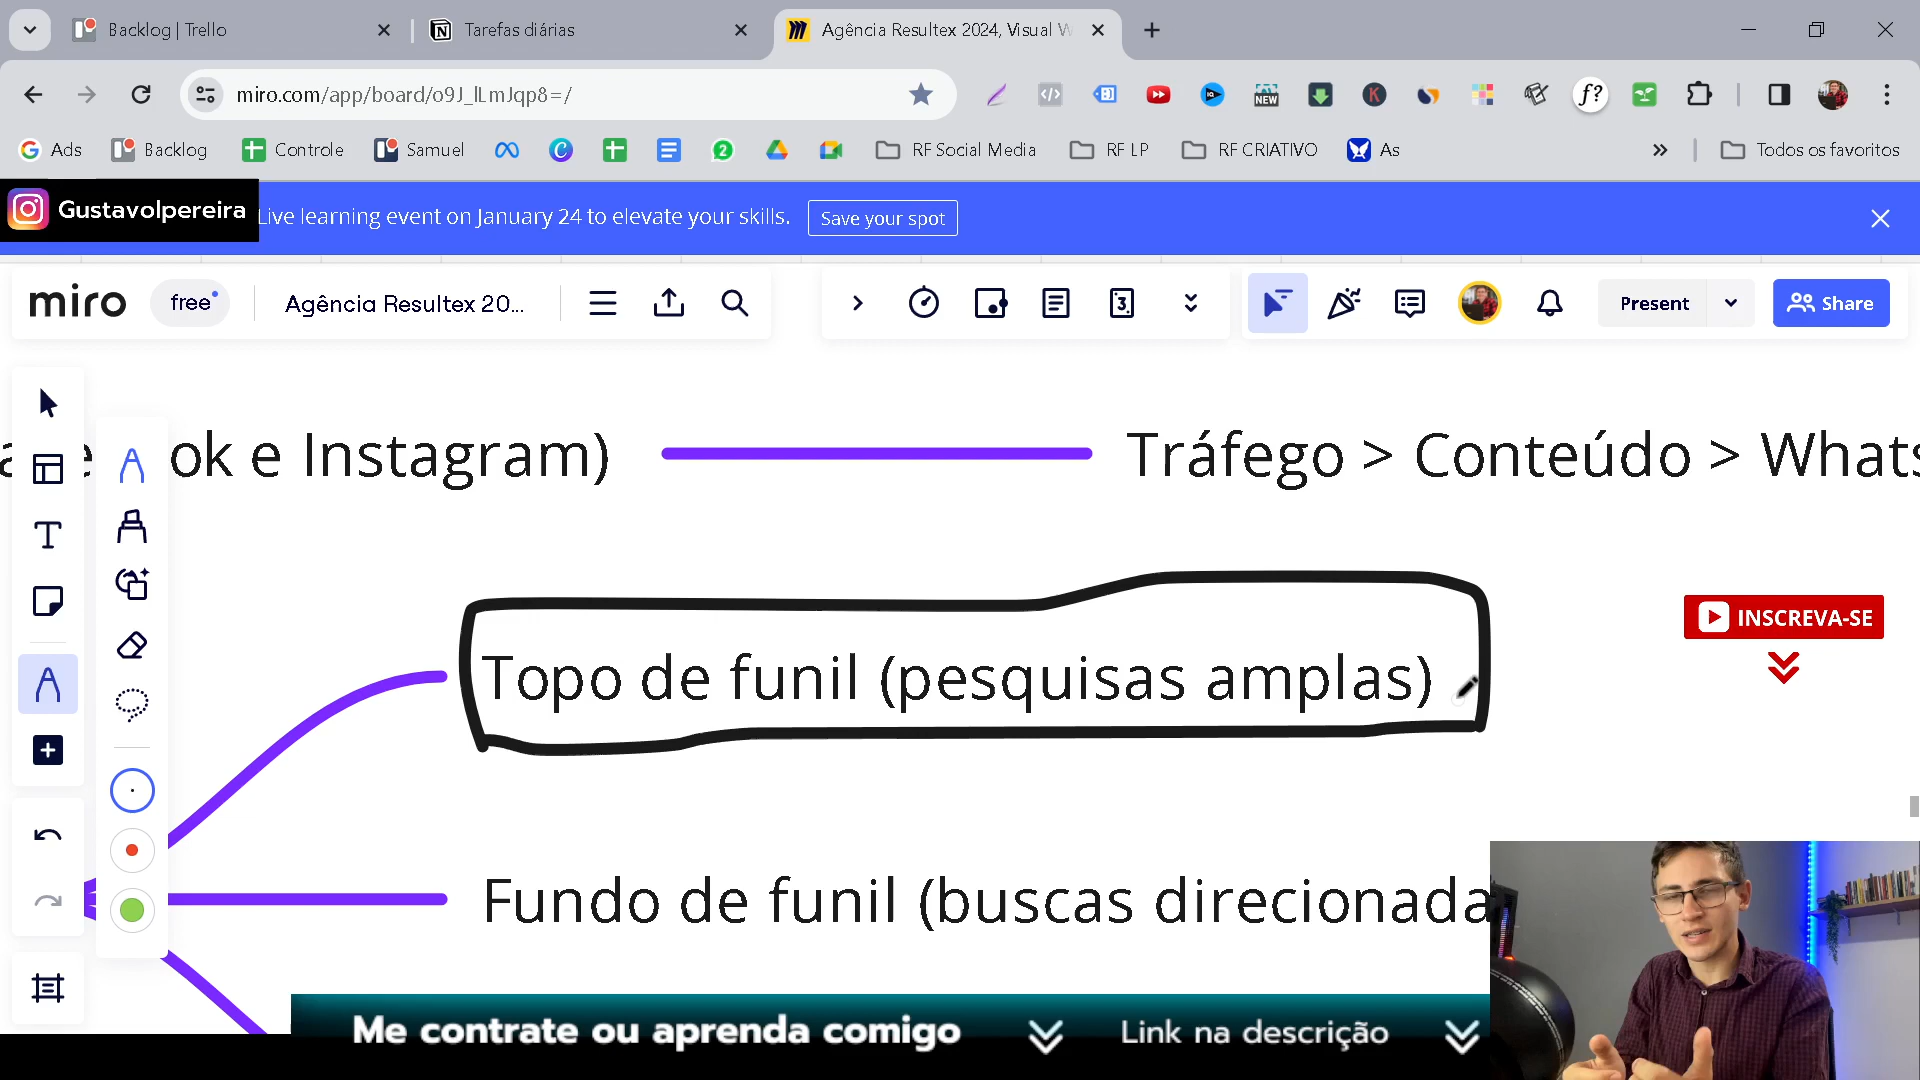 Backlog | Trello
Tarefas diárias
Agência Resultex 2024, Visual W
miro.com/app/board/o9J_lLmJqp8=/
NEW
K
f?
Ads
Backlog
Controle
Samuel
2
RF Social Media
RF LP
RF CRIATIVO
As
Todos os favoritos
Gustavolpereira
Live learning event on January 24 to elevate your skills.
Save your spot
miro
free
Agência Resultex 20...
3
Present
Share
ok e Instagram)
Tráfego > Conteúdo > Whats
Topo de funil (pesquisas amplas)
INSCREVA-SE
Fundo de funil (buscas direcionada
Me contrate ou aprenda comigo
Link na descrição